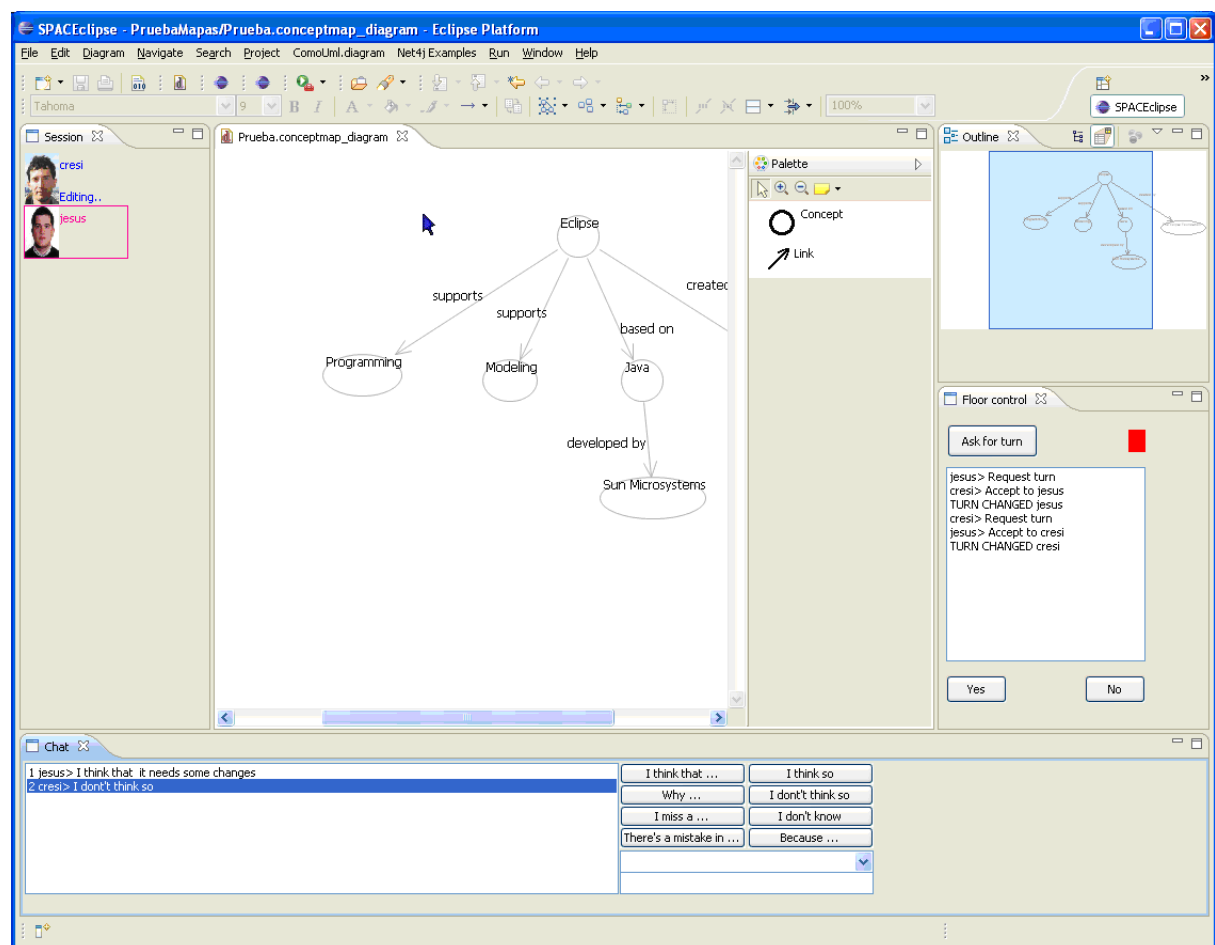 SPACEclipse - PruebaMapas/Prueba.conceptmap_diagram - Eclipse Platform
File Edit Diagram Navigate Search Project ComoUml.diagram Net4j Examples Run Window Help
010
Tahoma 9 B I A 100%
SPACEclipse
Session
cresi
Editing..
jesus
Prueba.conceptmap_diagram
Eclipse
supports
supports
created
based on
Programming
Modeling
Java
developed by
Sun Microsystems
Palette
Concept
Link
Outline
Floor control
Ask for turn
jesus> Request turn
cresi> Accept to jesus
TURN CHANGED jesus
cresi> Request turn
jesus> Accept to cresi
TURN CHANGED cresi
Yes No
Chat
1 jesus> I think that it needs some changes
2 cresi> I dont't think so
I think that ... I think so
Why ... I dont't think so
I miss a ... I don't know
There's a mistake in ... Because ...